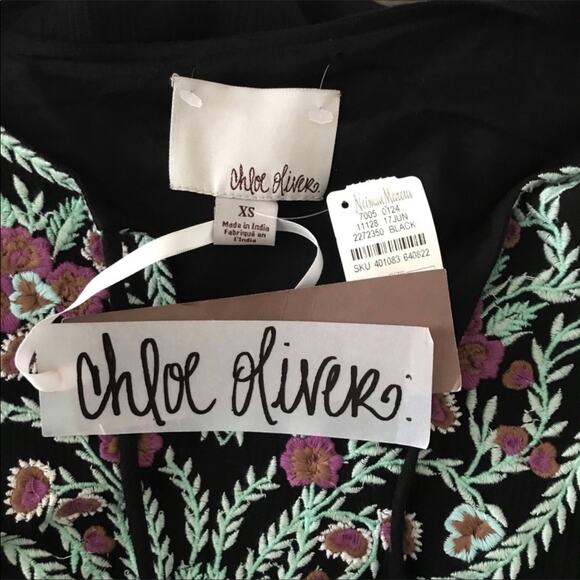 chloe oliver
XS
Made in India
Fabriqué en
l'India
Neiman Marcus
7005 0124
11128 17JUN
2272350 BLACK
SKU 401083 640822
chloe oliver